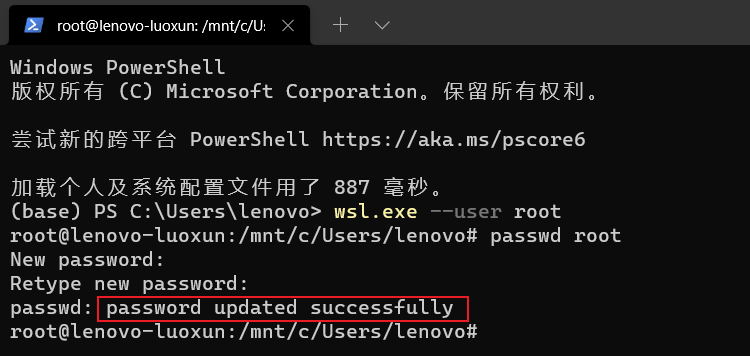 root@lenovo-luoxun: /mnt/c/Us
Windows PowerShell
版权所有 (C) Microsoft Corporation。保留所有权利。
尝试新的跨平台 PowerShell https://aka.ms/pscore6
加载个人及系统配置文件用了 887 毫秒。
(base) PS C:\Users\lenovo> wsl.exe --user root
root@lenovo-luoxun:/mnt/c/Users/lenovo# passwd root
New password:
Retype new password:
passwd: password updated successfully
root@lenovo-luoxun:/mnt/c/Users/lenovo#